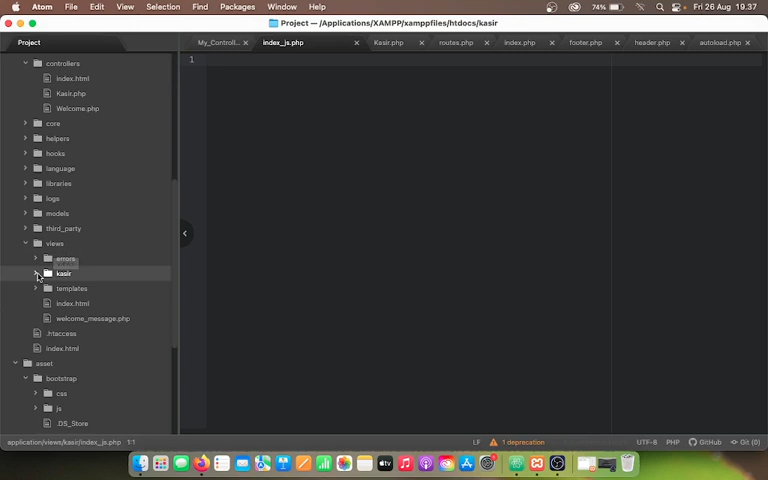 Atom File Edit View Selection Find Packages Window Help 74% Fri 26 Aug 19.37
Project — /Applications/XAMPP/xamppfiles/htdocs/kasir
Project My_Controll... index_js.php Kasir.php routes.php index.php footer.php header.php autoload.php
1
controllers
index.html
Kasir.php
Welcome.php
core
helpers
hooks
language
libraries
logs
models
third_party
views
errors
kasir
templates
index.html
welcome_message.php
.htaccess
index.html
asset
bootstrap
css
js
.DS_Store
application/views/kasir/index_js.php 1:1 LF 1 deprecation UTF-8 PHP GitHub Git (0)